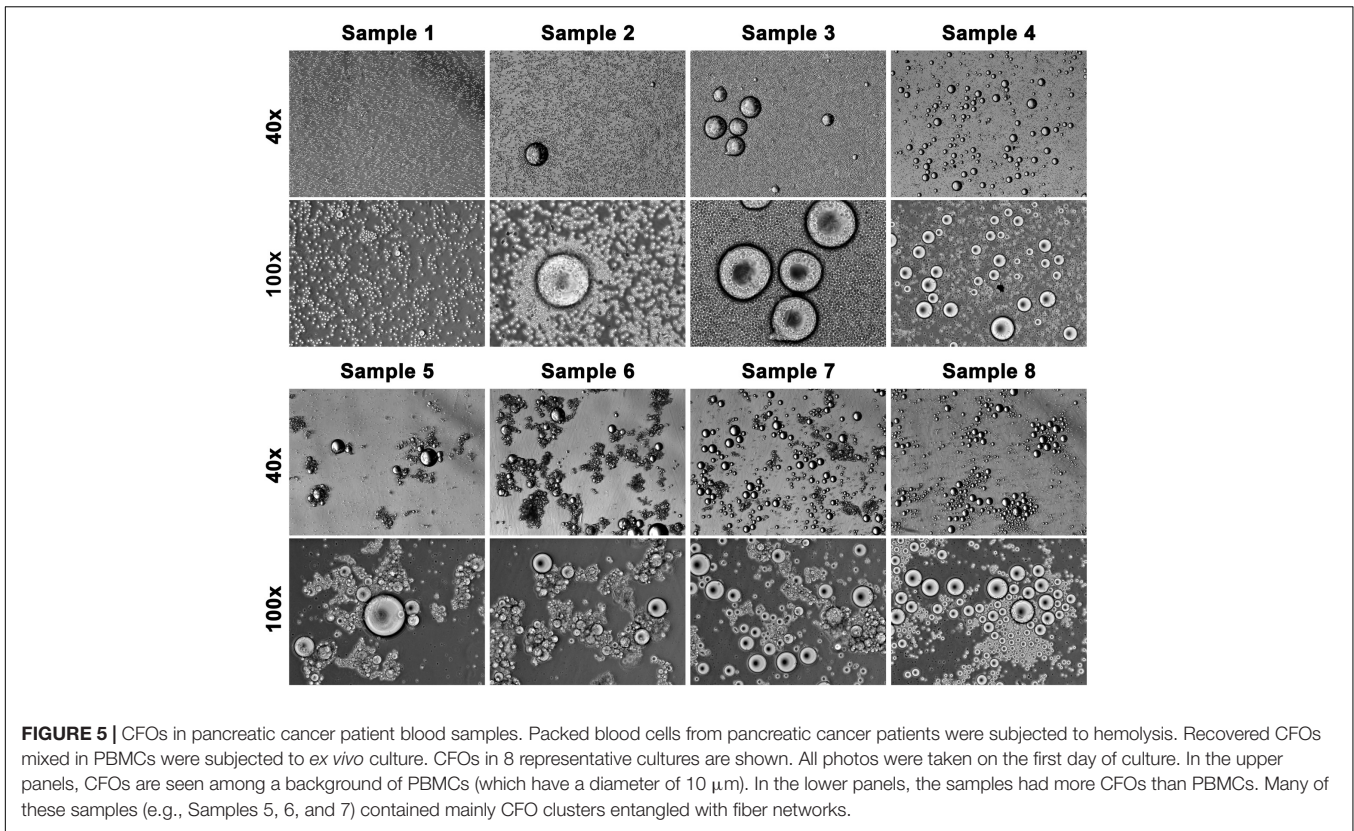 Sample 1 Sample 2 Sample 3 Sample 4
40x
100x
Sample 5 Sample 6 Sample 7 Sample 8
40x
100x
FIGURE 5 | CFOs in pancreatic cancer patient blood samples. Packed blood cells from pancreatic cancer patients were subjected to hemolysis. Recovered CFOs
mixed in PBMCs were subjected to ex vivo culture. CFOs in 8 representative cultures are shown. All photos were taken on the first day of culture. In the upper
panels, CFOs are seen among a background of PBMCs (which have a diameter of 10 μm). In the lower panels, the samples had more CFOs than PBMCs. Many of
these samples (e.g., Samples 5, 6, and 7) contained mainly CFO clusters entangled with fiber networks.